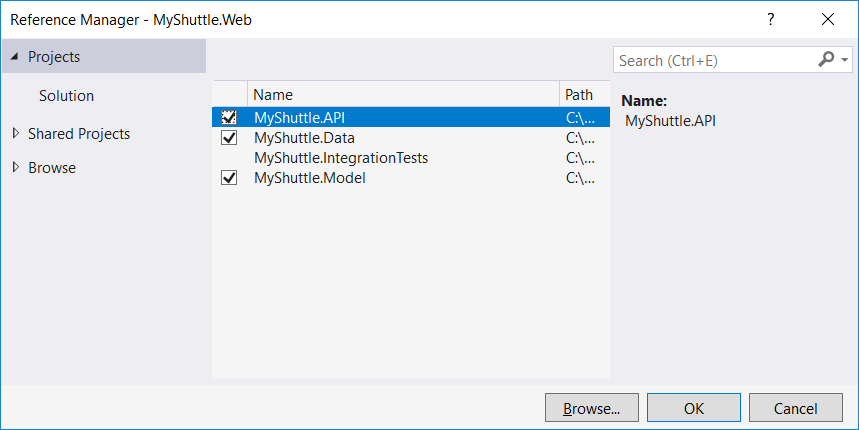 Reference Manager - MyShuttle.Web
?
Projects
Solution
Shared Projects
Browse
Name Path
MyShuttle.API C:\...
MyShuttle.Data C:\...
MyShuttle.IntegrationTests C:\...
MyShuttle.Model C:\...
Search (Ctrl+E)
Name:
MyShuttle.API
Browse... OK Cancel